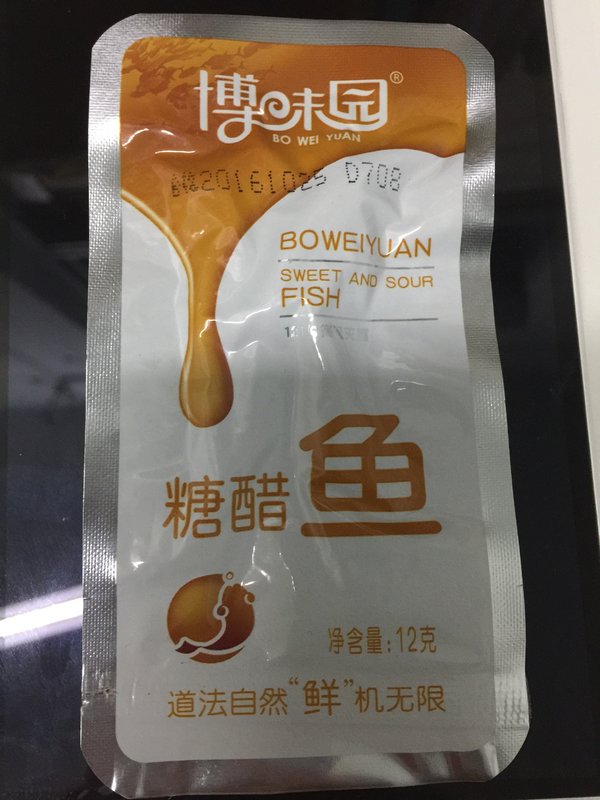 博味园®
BO WEI YUAN
20161025 D708
BOWEIYUAN
SWEET AND SOUR
FISH
糖醋鱼
净含量:12克
道法自然“鲜”机无限